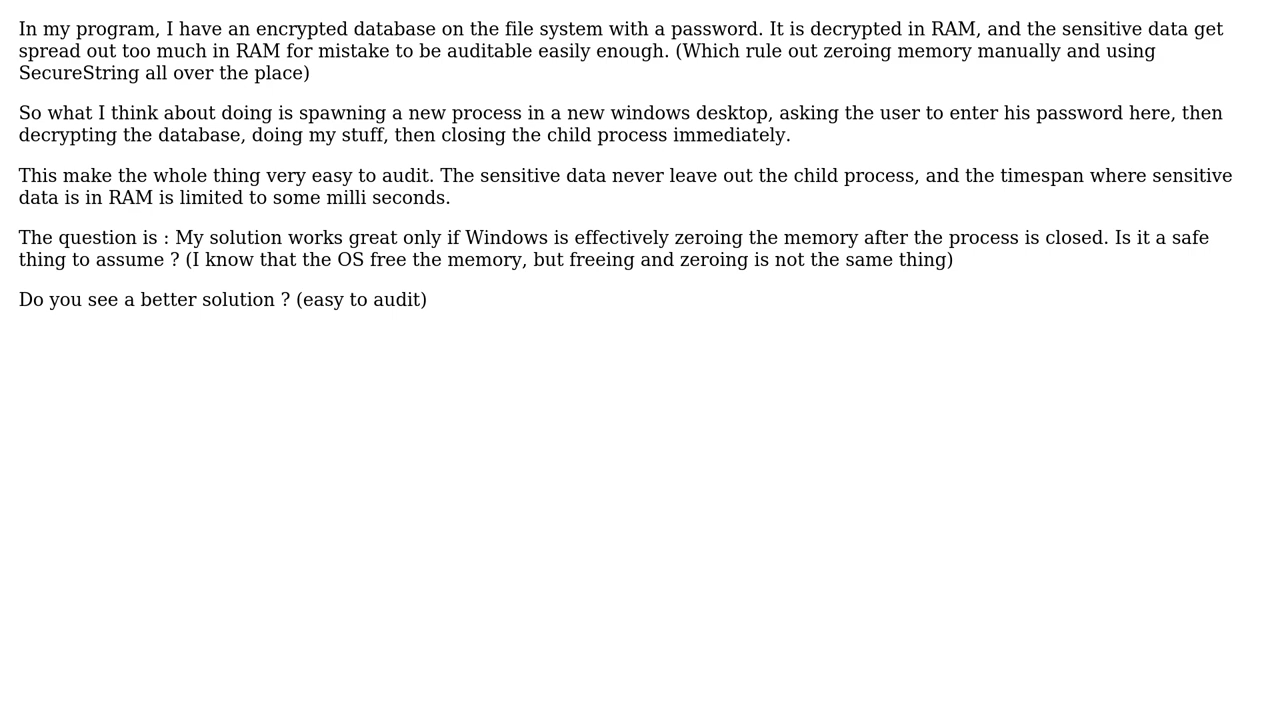 In my program, I have an encrypted database on the file system with a password. It is decrypted in RAM, and the sensitive data get
spread out too much in RAM for mistake to be auditable easily enough. (Which rule out zeroing memory manually and using
SecureString all over the place)
So what I think about doing is spawning a new process in a new windows desktop, asking the user to enter his password here, then
decrypting the database, doing my stuff, then closing the child process immediately.
This make the whole thing very easy to audit. The sensitive data never leave out the child process, and the timespan where sensitive
data is in RAM is limited to some milli seconds.
The question is : My solution works great only if Windows is effectively zeroing the memory after the process is closed. Is it a safe
thing to assume ? (I know that the OS free the memory, but freeing and zeroing is not the same thing)
Do you see a better solution ? (easy to audit)